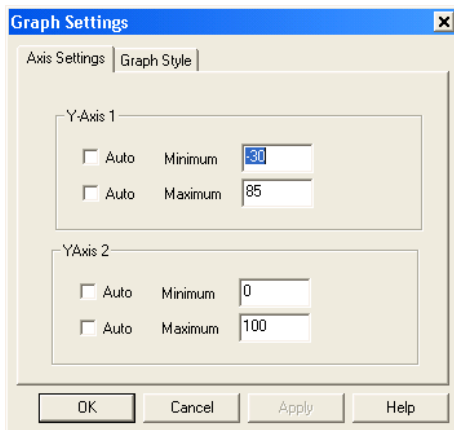 Graph Settings
Axis Settings Graph Style
Y-Axis 1
Auto Minimum -30
Auto Maximum 85
YAxis 2
Auto Minimum 0
Auto Maximum 100
OK Cancel Apply Help